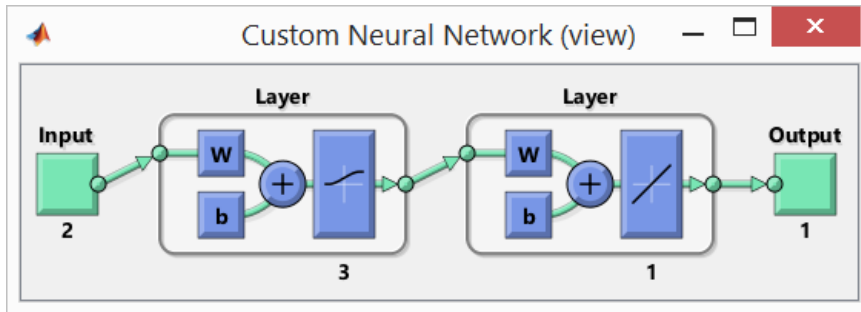 Custom Neural Network (view)
Layer
Layer
Input
Output
W
W
b
b
2
1
3
1